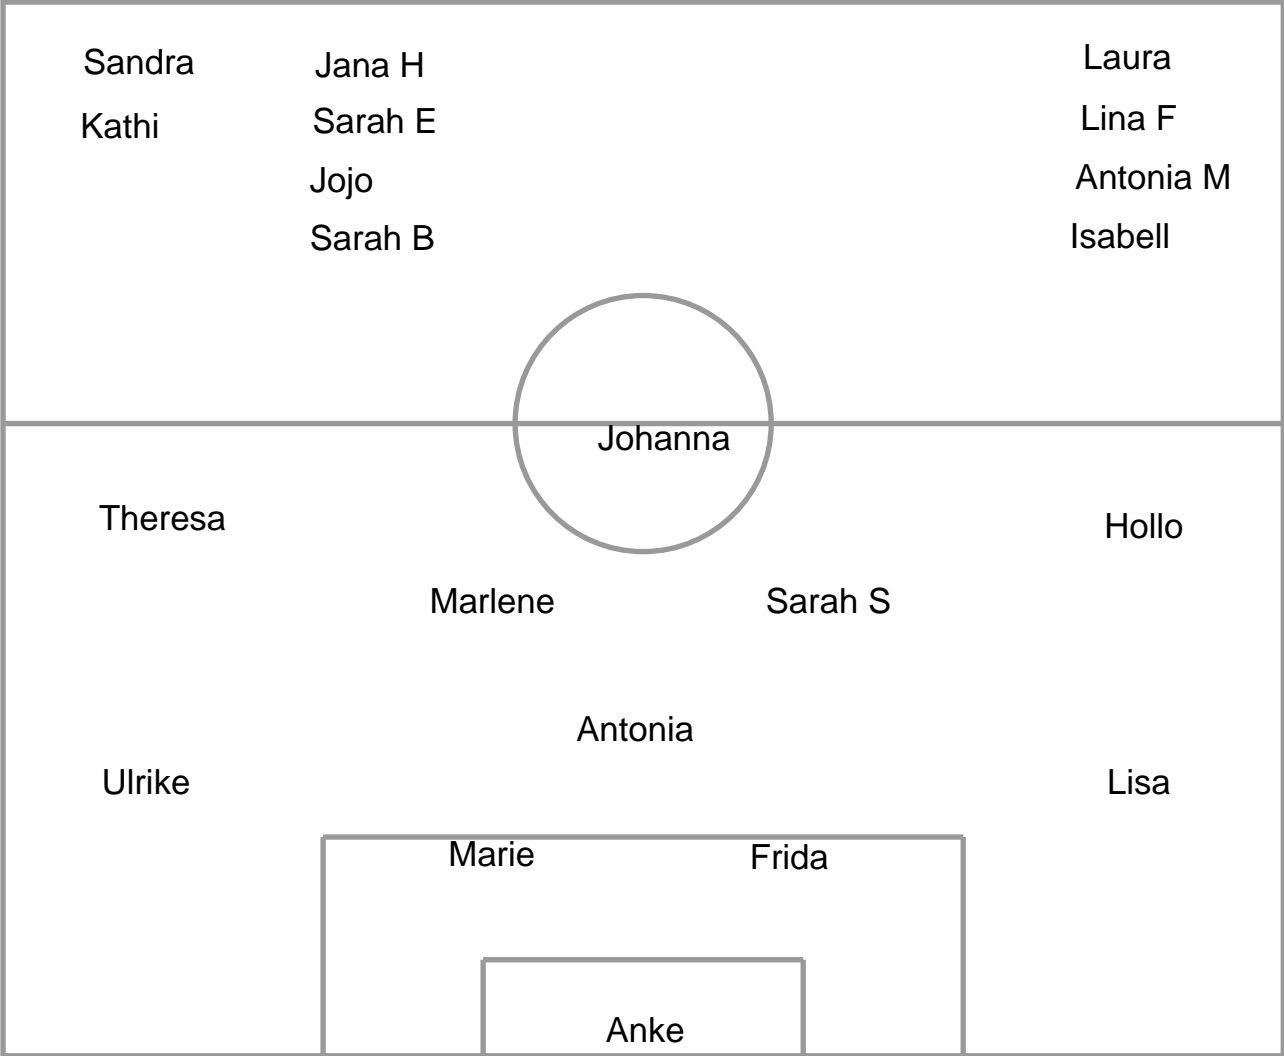 Sandra
Kathi
Jana H
Sarah E
Jojo
Sarah B
Laura
Lina F
Antonia M
Isabell
Johanna
Theresa
Hollo
Marlene
Sarah S
Antonia
Ulrike
Lisa
Marie
Frida
Anke